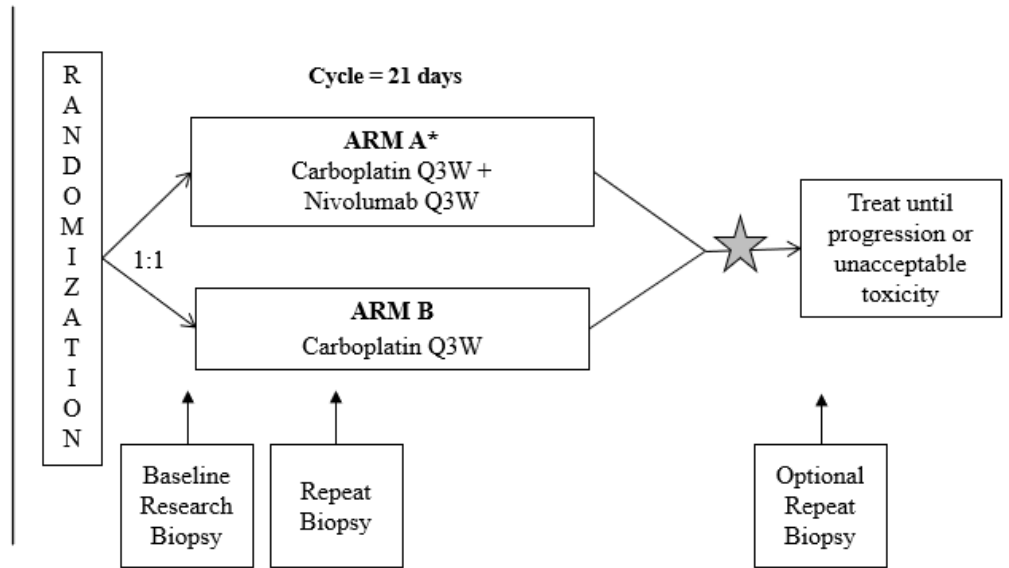 RANDOMIZATION
Cycle = 21 days
ARM A*
Carboplatin Q3W +
Nivolumab Q3W
1:1
ARM B
Carboplatin Q3W
Treat until
progression or
unacceptable
toxicity
Baseline
Research
Biopsy
Repeat
Biopsy
Optional
Repeat
Biopsy